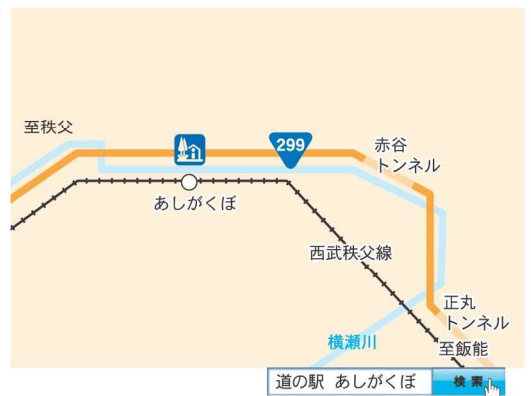 至秩父
299
赤谷
トンネル
あしがくぼ
西武秩父線
正丸
トンネル
横瀬川
至飯能
道の駅 あしがくぼ
検索